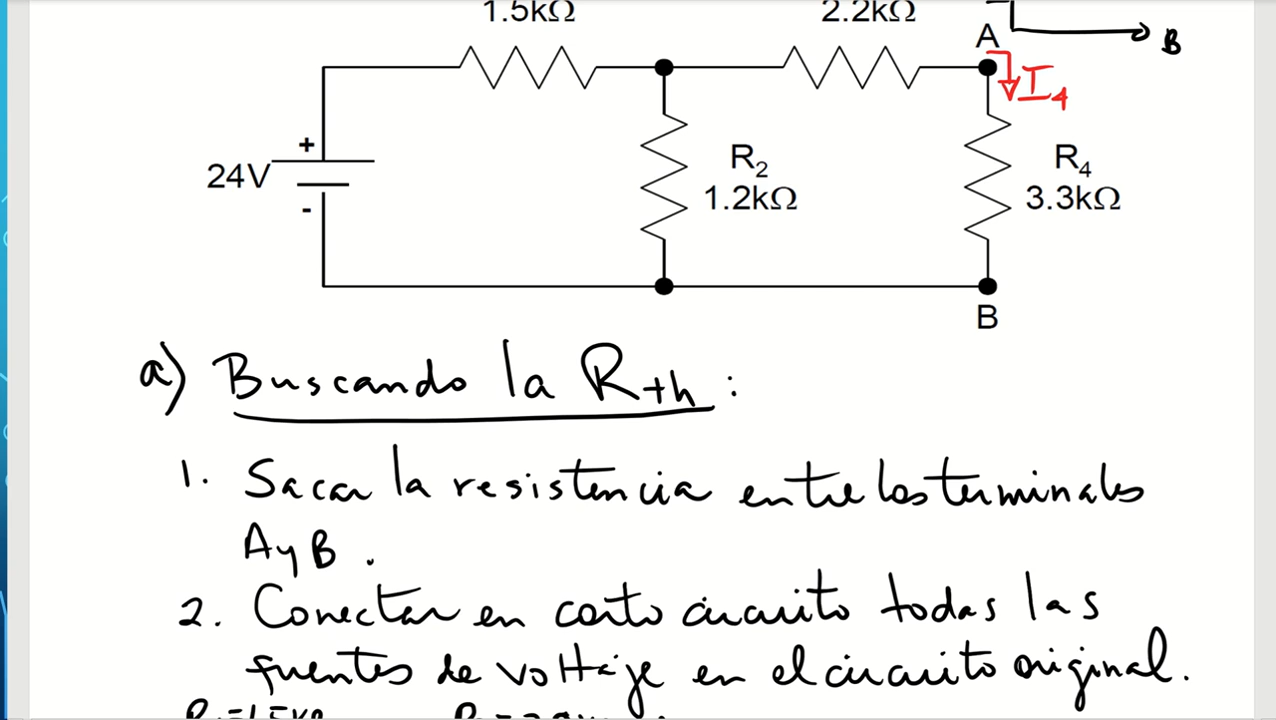 1.5kΩ 2.2kΩ
A B
I4
+
24V
-
R2
1.2kΩ
R4
3.3kΩ
B
a) Buscando la Rth :
1. Sacar la resistencia entre los terminales
A y B.
2. Conectar en corto circuito todas las
fuentes de voltaje en el circuito original.